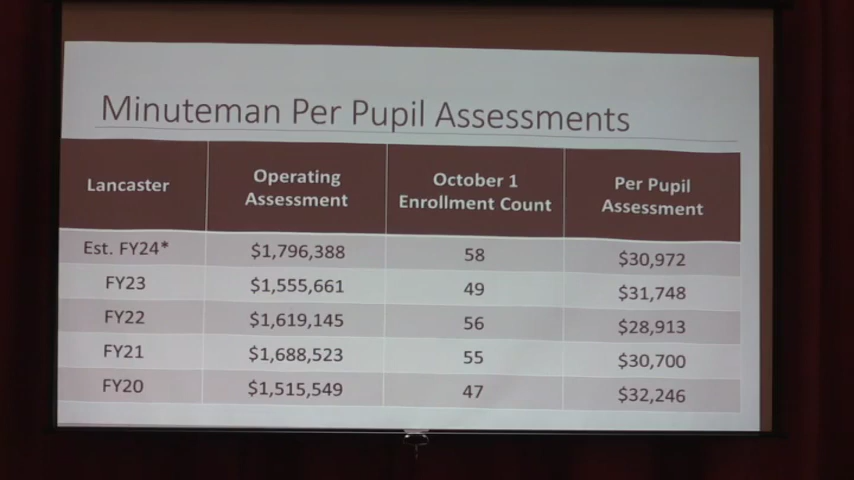 Minuteman Per Pupil Assessments
Lancaster Operating Assessment October 1 Enrollment Count Per Pupil Assessment
Est. FY24* $1,796,388 58 $30,972
FY23 $1,555,661 49 $31,748
FY22 $1,619,145 56 $28,913
FY21 $1,688,523 55 $30,700
FY20 $1,515,549 47 $32,246